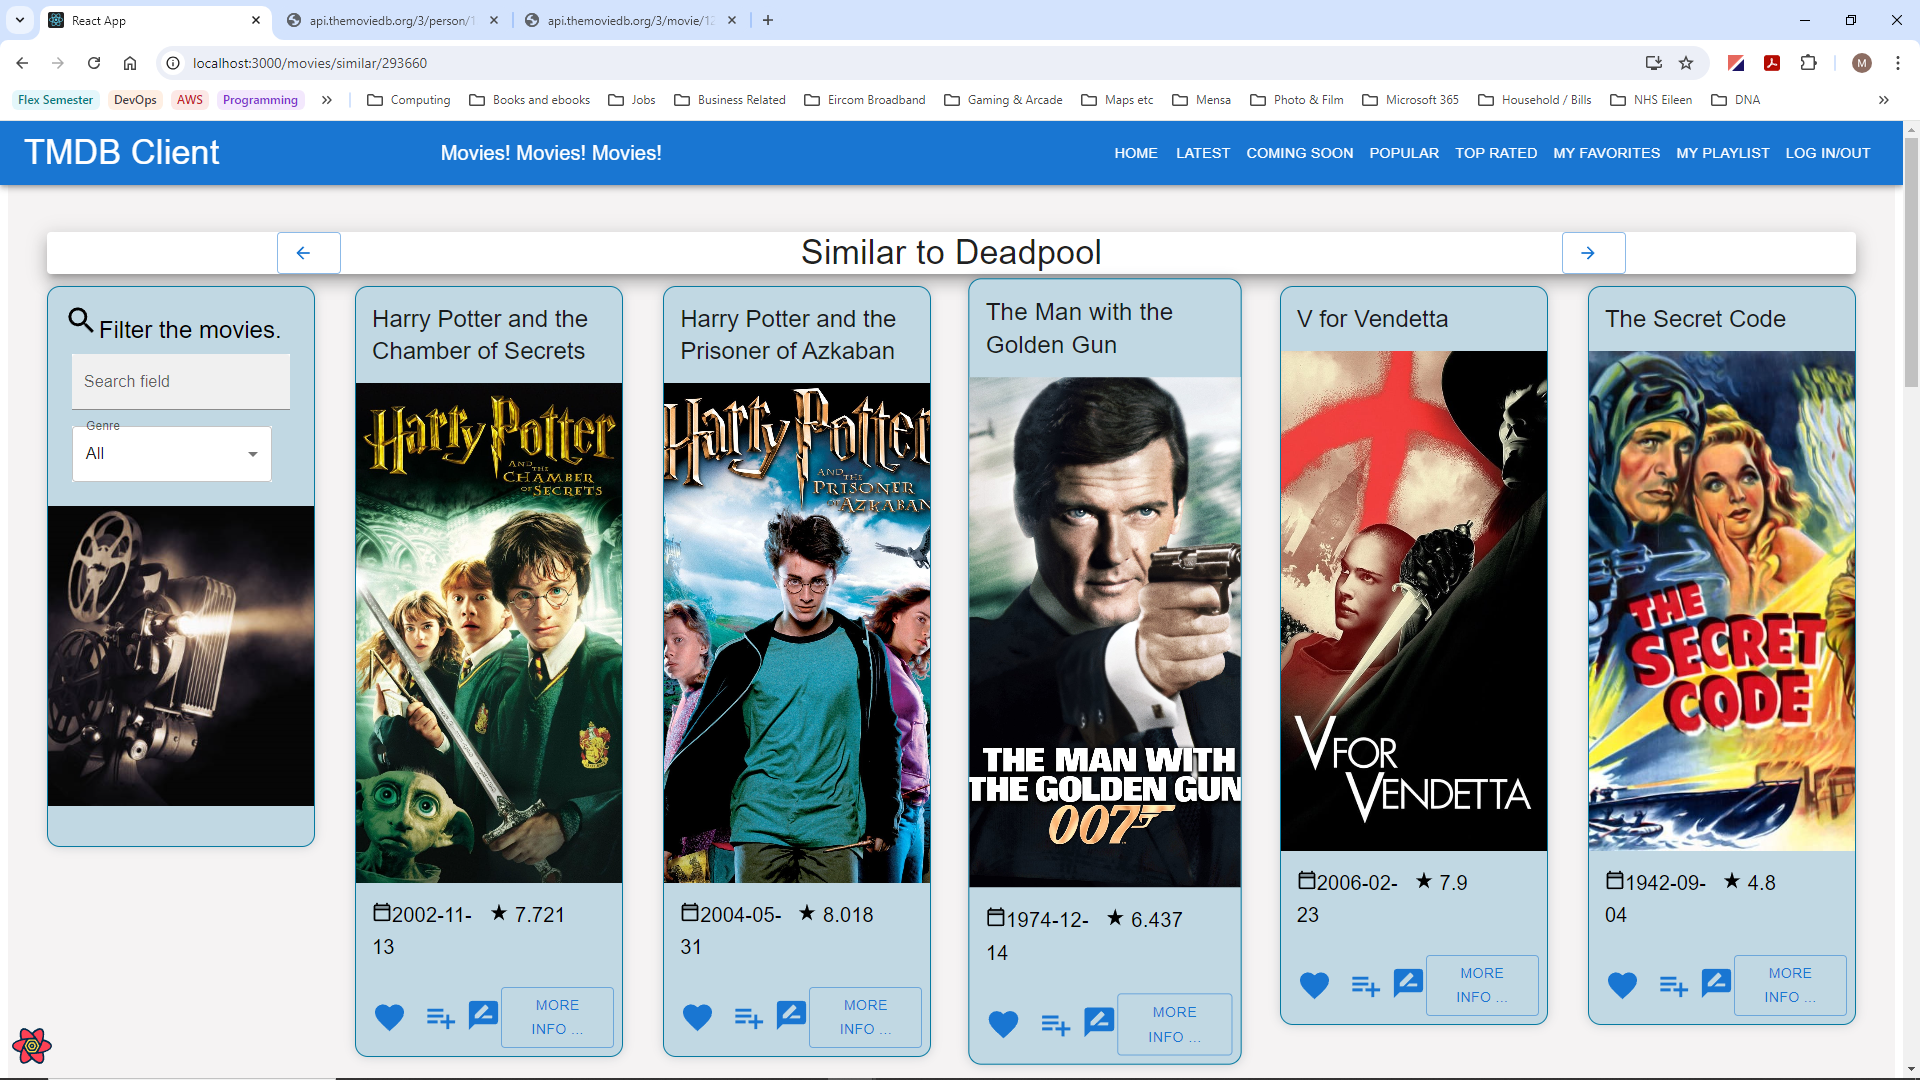 React App
api.themoviedb.org/3/person/1
api.themoviedb.org/3/movie/12
localhost:3000/movies/similar/293660
M
Flex Semester
DevOps
AWS
Programming
Computing
Books and ebooks
Jobs
Business Related
Eircom Broadband
Gaming & Arcade
Maps etc
Mensa
Photo & Film
Microsoft 365
Household / Bills
NHS Eileen
DNA
TMDB Client
Movies! Movies! Movies!
HOME
LATEST
COMING SOON
POPULAR
TOP RATED
MY FAVORITES
MY PLAYLIST
LOG IN/OUT
Similar to Deadpool
Filter the movies.
Search field
Genre
All
Harry Potter and the
Chamber of Secrets
Harry Potter
AND THE
CHAMBER
OF SECRETS
2002-11-
13
7.721
MORE
INFO ...
Harry Potter and the
Prisoner of Azkaban
Harry Potter
AND THE
PRISONER
OF AZKABAN
2004-05-
31
8.018
MORE
INFO ...
The Man with the
Golden Gun
THE MAN WITH
THE GOLDEN GUN
007
1974-12-
14
6.437
MORE
INFO ...
V for Vendetta
V FOR
VENDETTA
2006-02-
23
7.9
MORE
INFO ...
The Secret Code
THE
SECRET
CODE
1942-09-
04
4.8
MORE
INFO ...